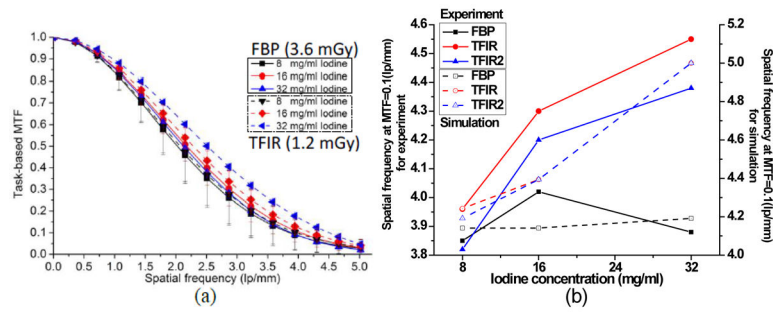 1.0
0.9
0.8
0.7
0.6
0.5
0.4
0.3
0.2
0.1
0.0
Task-based MTF
FBP (3.6 mGy)
8 mg/ml Iodine
16 mg/ml Iodine
32 mg/ml Iodine
8 mg/ml Iodine
16 mg/ml Iodine
32 mg/ml Iodine
TFIR (1.2 mGy)
0.0 0.5 1.0 1.5 2.0 2.5 3.0 3.5 4.0 4.5 5.0
Spatial frequency (lp/mm)
(a)
Spatial frequency at MTF=0.1(lp/mm)
for experiment
4.6
4.5
4.4
4.3
4.2
4.1
4.0
3.9
3.8
Experiment
FBP
TFIR
TFIR2
FBP
TFIR
TFIR2
Simulation
5.2
5.0
4.8
4.6
4.4
4.2
4.0
Spatial frequency at MTF=0.1(lp/mm)
for simulation
8 16 24 32
Iodine concentration (mg/ml)
(b)